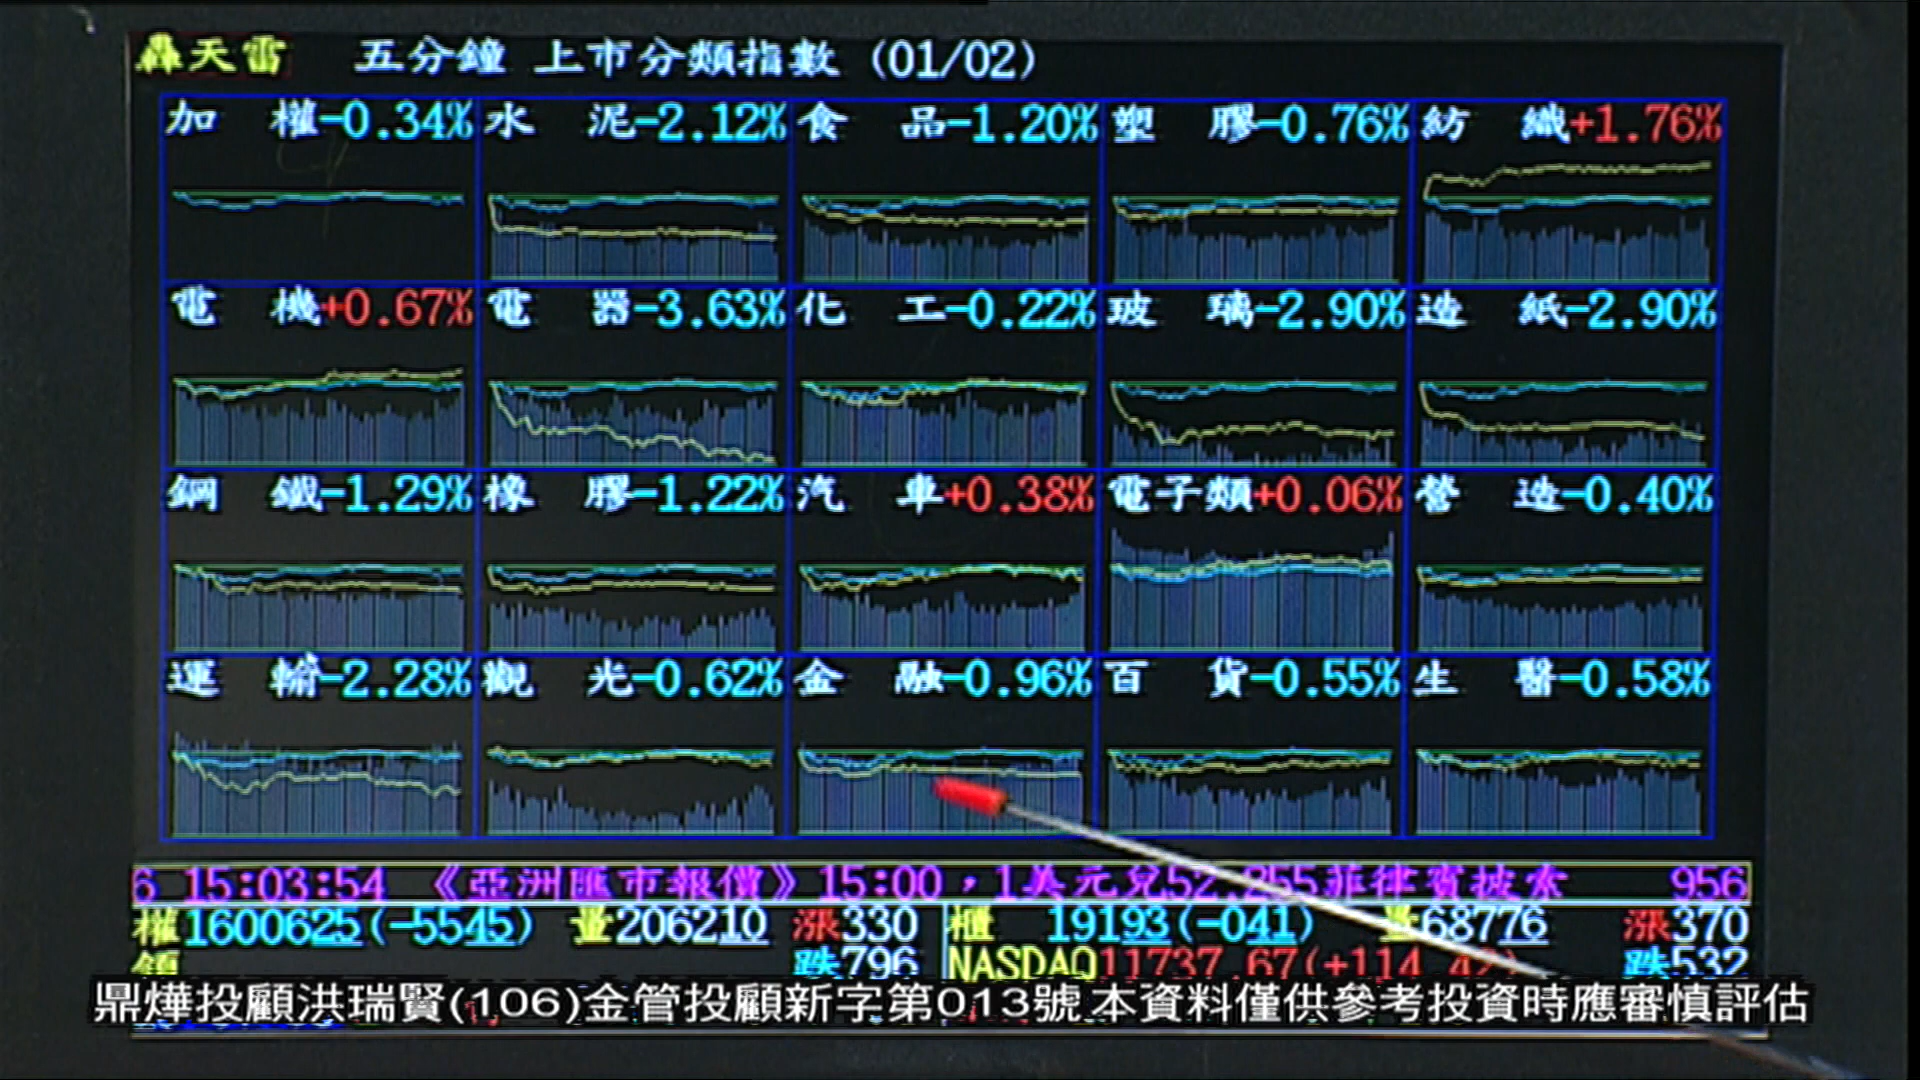 轟天雷 五分鐘 上市分類指數 (01/02)
加權-0.34% 水泥-2.12% 食品-1.20% 塑膠-0.76% 紡織+1.76%
電機+0.67% 電器-3.63% 化工-0.22% 玻璃-2.90% 造紙-2.90%
鋼鐵-1.29% 橡膠-1.22% 汽車+0.38% 電子類+0.06% 營造-0.40%
運輸-2.28% 觀光-0.62% 金融-0.96% 百貨-0.55% 生醫-0.58%
6 15:03:54 《亞洲匯市報價》15:00，1美元兌52.255菲律賓披索 956
權1600625(-5545) 量206210 漲330 櫃 19193(-041) 量68776 漲370
跌796 NASDAQ11737.67(+114.42) 跌532
鼎燁投顧洪瑞賢(106)金管投顧新字第013號 本資料僅供參考投資時應審慎評估